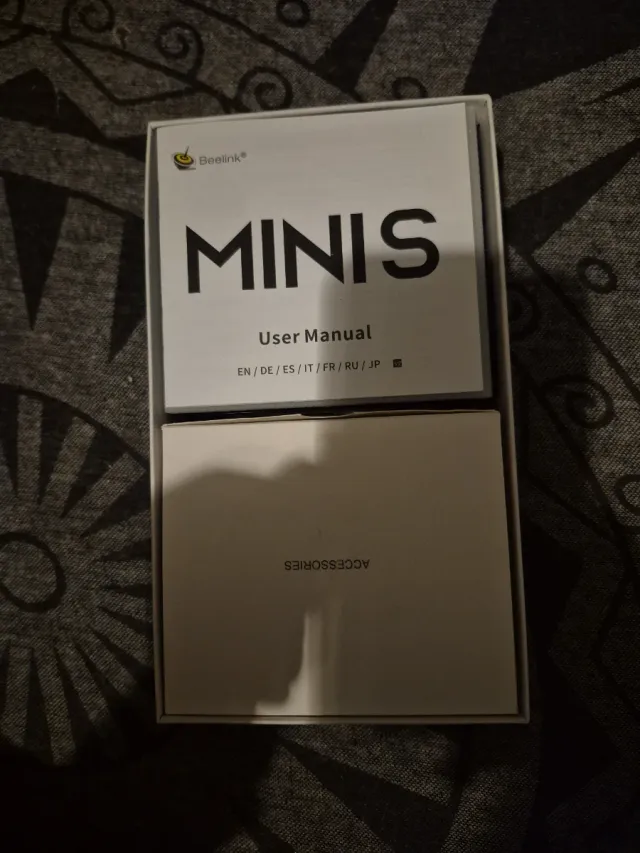 Beelink®
MINI S
User Manual
EN / DE / ES / IT / FR / RU / JP
ACCESSORIES